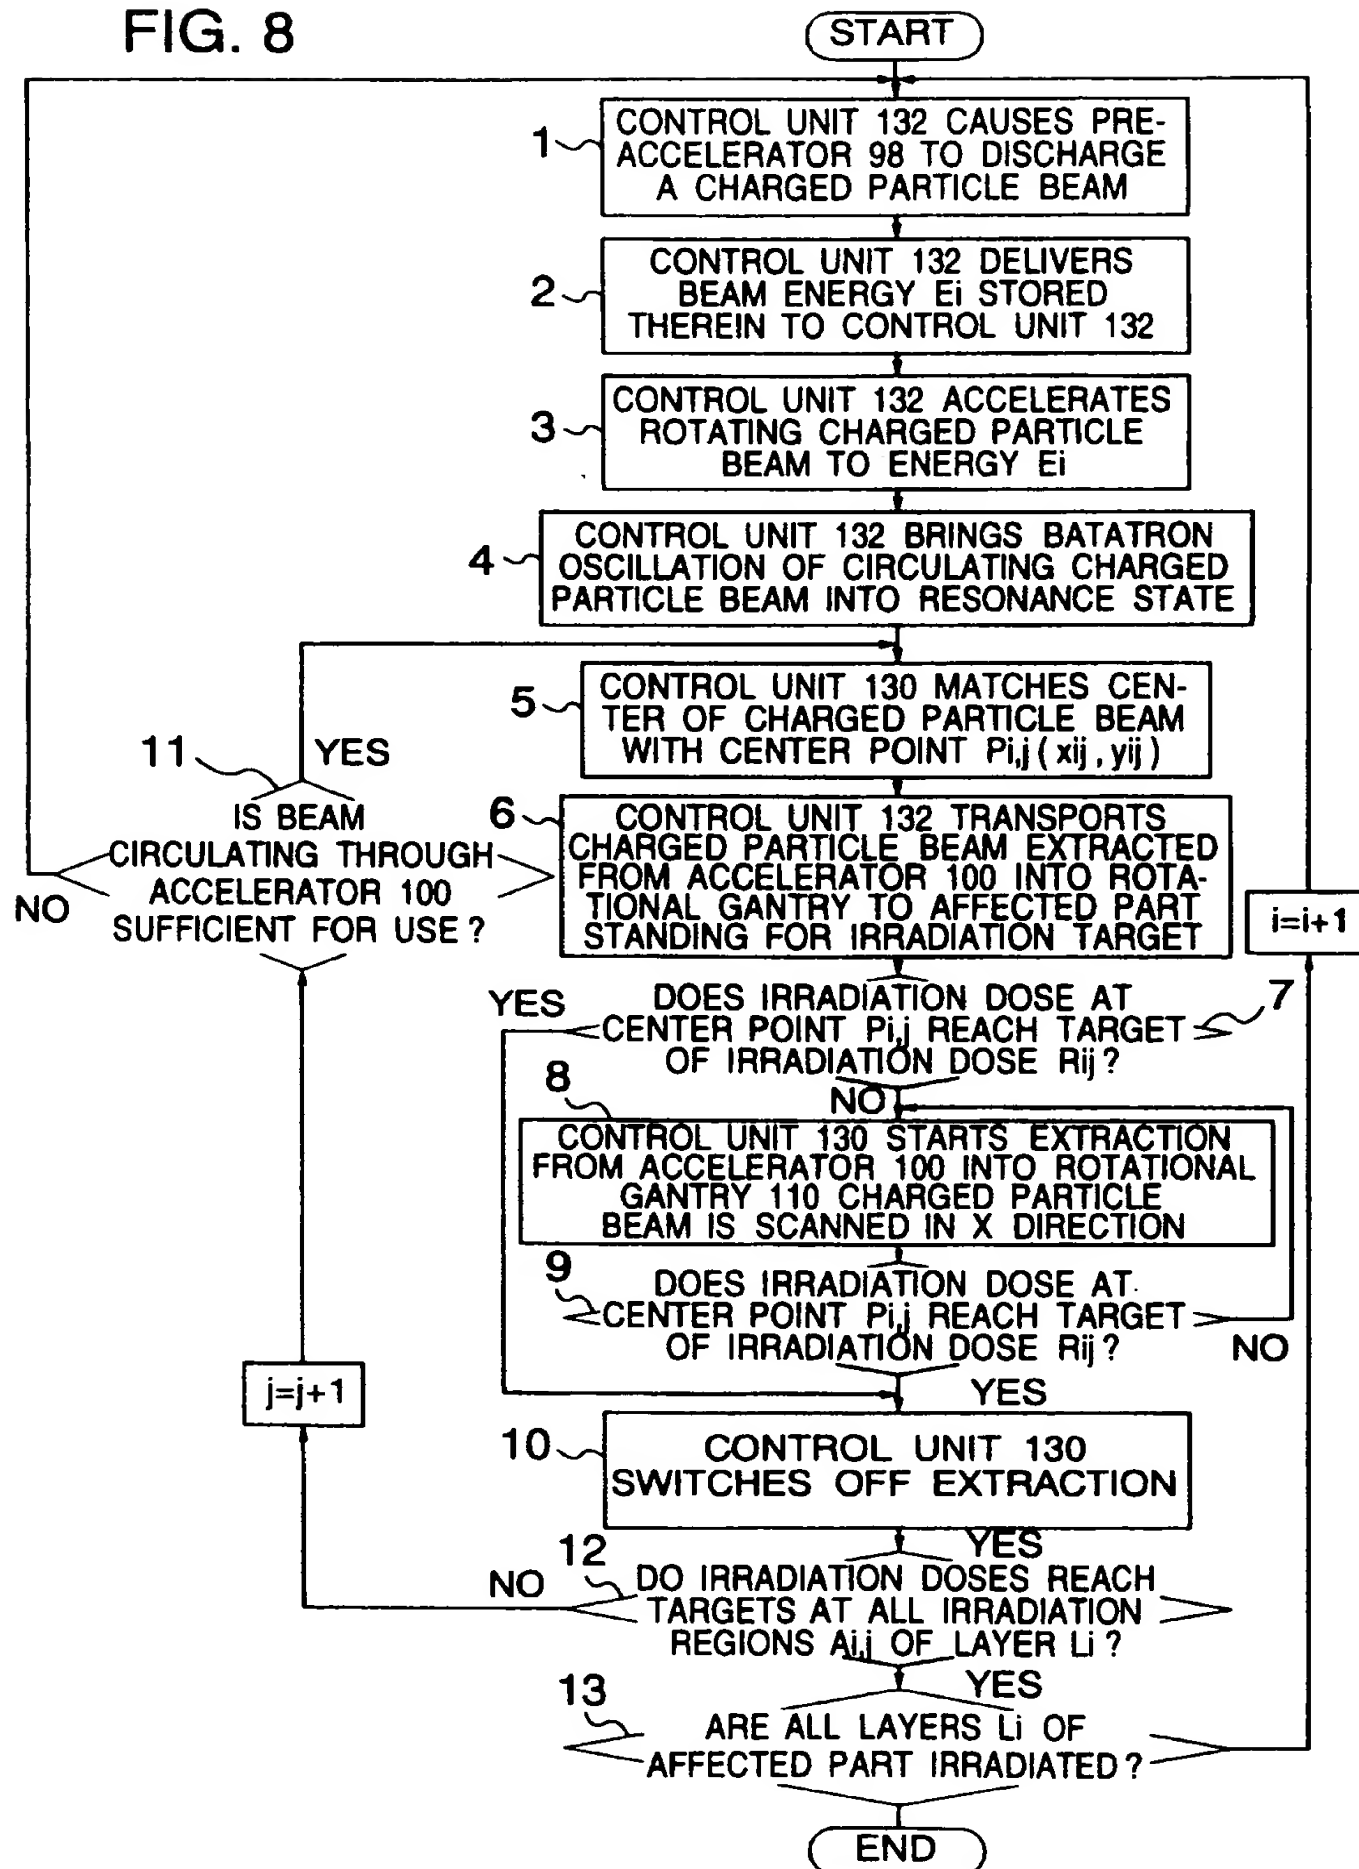 FIG. 8
START
1
CONTROL UNIT 132 CAUSES PRE-
ACCELERATOR 98 TO DISCHARGE
A CHARGED PARTICLE BEAM
2
CONTROL UNIT 132 DELIVERS
BEAM ENERGY Ei STORED
THEREIN TO CONTROL UNIT 132
3
CONTROL UNIT 132 ACCELERATES
ROTATING CHARGED PARTICLE
BEAM TO ENERGY Ei
4
CONTROL UNIT 132 BRINGS BATATRON
OSCILLATION OF CIRCULATING CHARGED
PARTICLE BEAM INTO RESONANCE STATE
5
CONTROL UNIT 130 MATCHES CEN-
TER OF CHARGED PARTICLE BEAM
WITH CENTER POINT Pi,j ( xij , yij )
11
YES
IS BEAM
CIRCULATING THROUGH
ACCELERATOR 100
SUFFICIENT FOR USE ?
NO
6
CONTROL UNIT 132 TRANSPORTS
CHARGED PARTICLE BEAM EXTRACTED
FROM ACCELERATOR 100 INTO ROTA-
TIONAL GANTRY TO AFFECTED PART
STANDING FOR IRRADIATION TARGET
i=i+1
YES
7
DOES IRRADIATION DOSE AT
CENTER POINT Pi,j REACH TARGET
OF IRRADIATION DOSE Rij ?
NO
8
CONTROL UNIT 130 STARTS EXTRACTION
FROM ACCELERATOR 100 INTO ROTATIONAL
GANTRY 110 CHARGED PARTICLE
BEAM IS SCANNED IN X DIRECTION
9
DOES IRRADIATION DOSE AT
CENTER POINT Pi,j REACH TARGET
OF IRRADIATION DOSE Rij ?
NO
YES
j=j+1
10
CONTROL UNIT 130
SWITCHES OFF EXTRACTION
YES
12
NO
DO IRRADIATION DOSES REACH
TARGETS AT ALL IRRADIATION
REGIONS Ai,j OF LAYER Li ?
YES
13
ARE ALL LAYERS Li OF
AFFECTED PART IRRADIATED ?
END